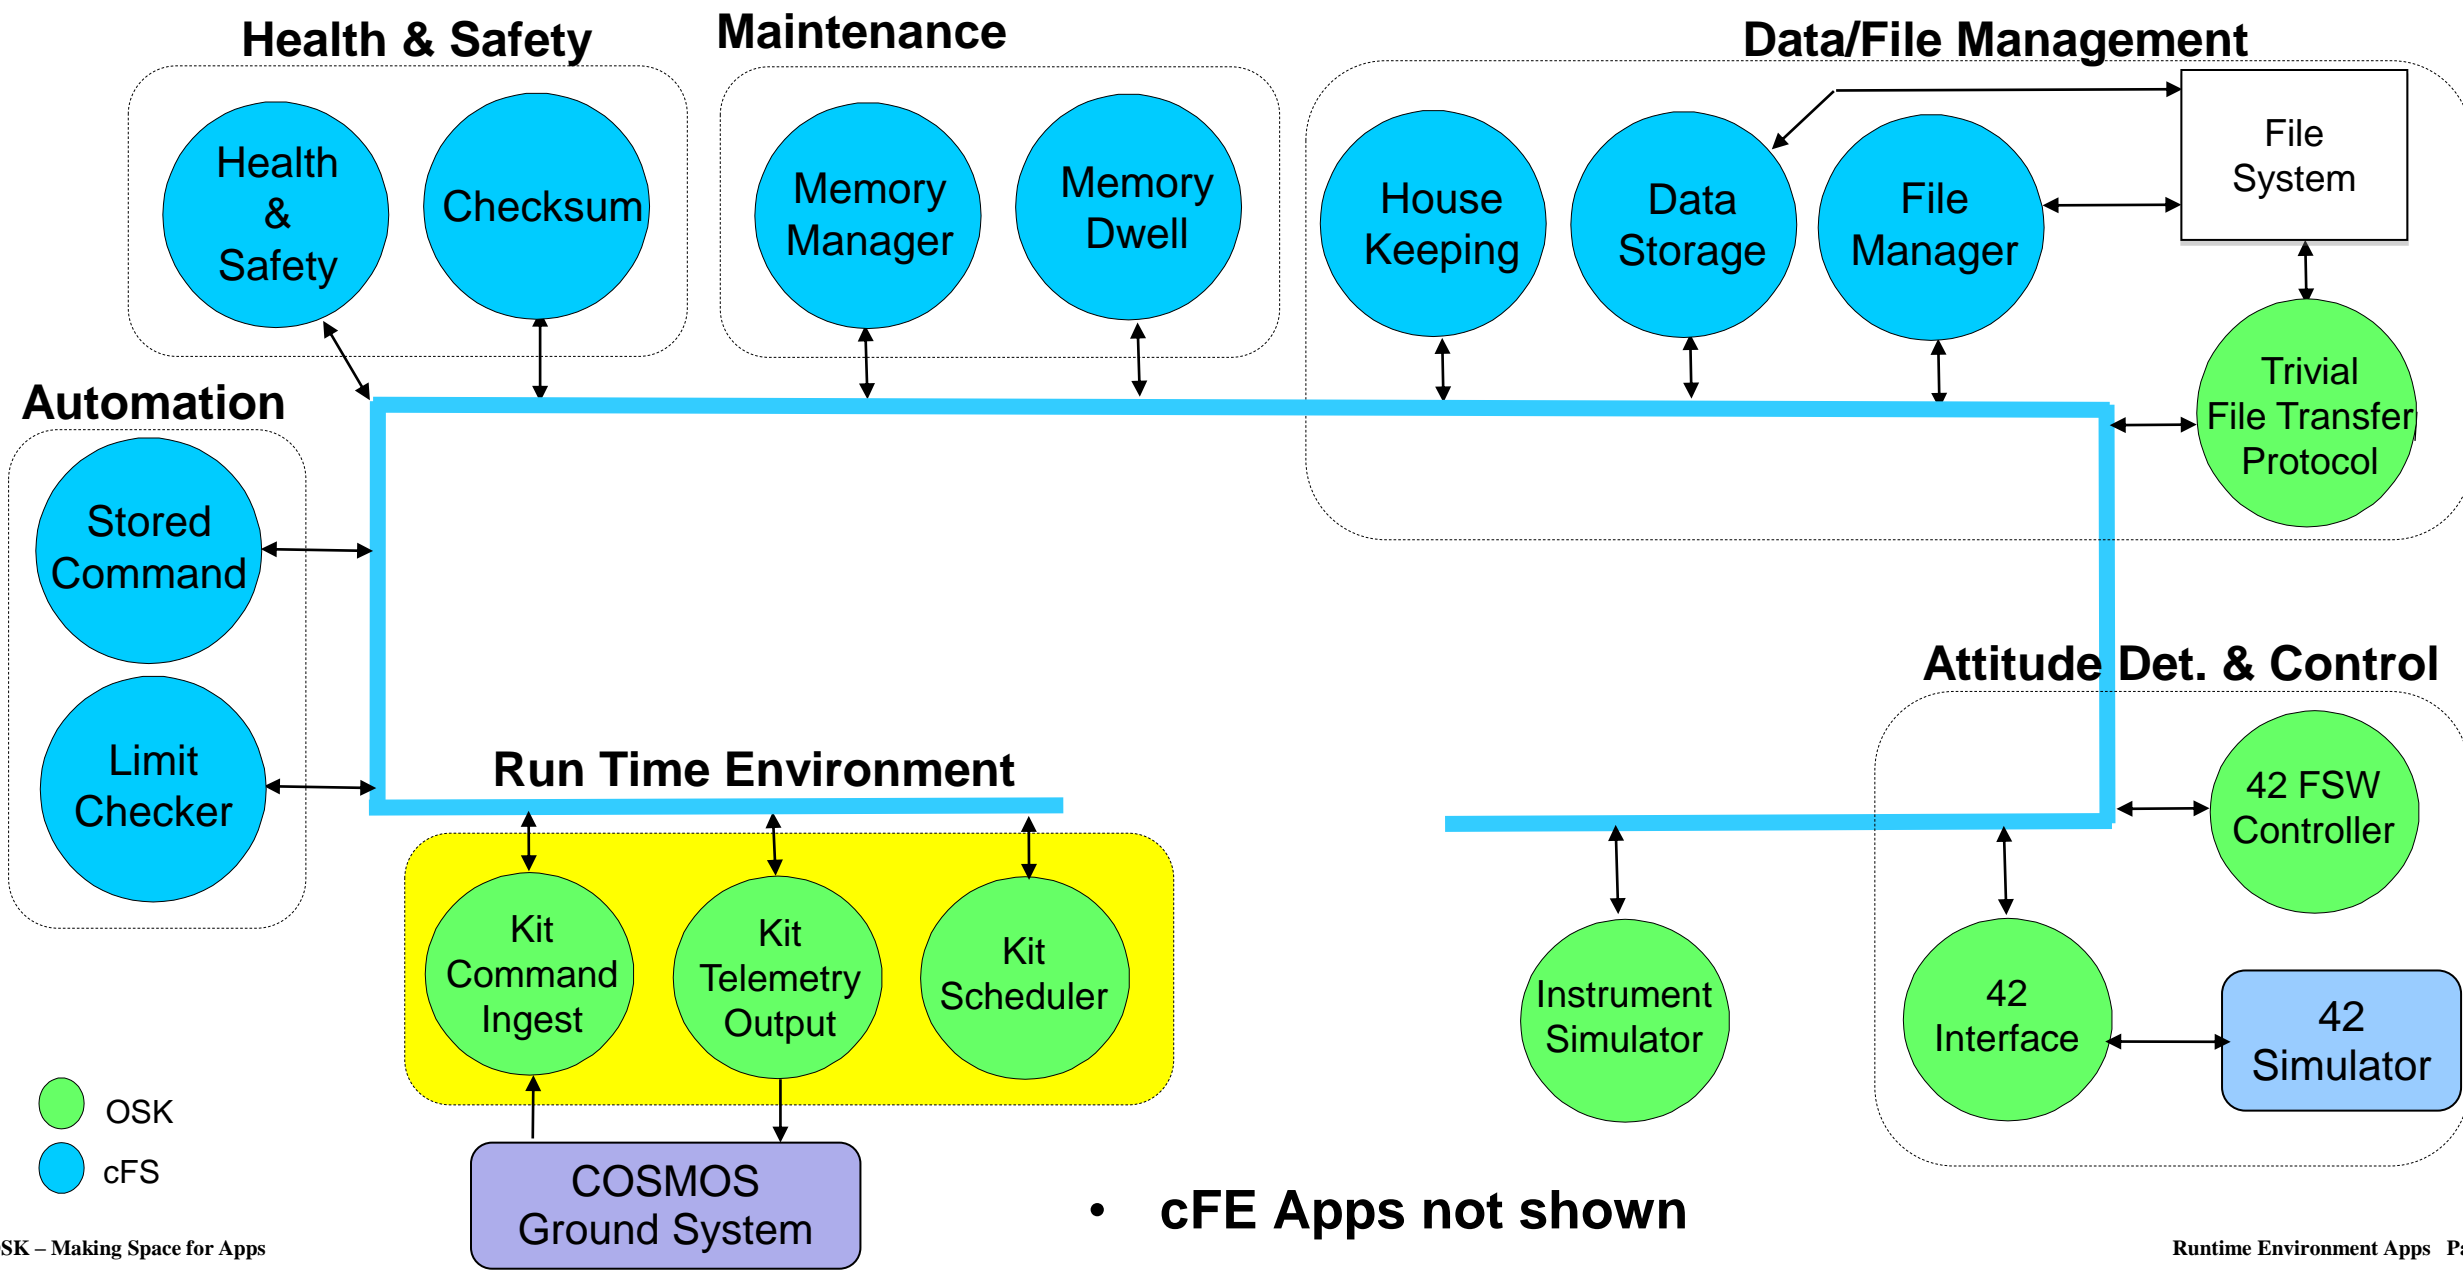 Health & Safety
Maintenance
Data/File Management
Health
&
Safety
Checksum
Memory
Manager
Memory
Dwell
House
Keeping
Data
Storage
File
Manager
File
System
Trivial
File Transfer
Protocol
Automation
Stored
Command
Limit
Checker
Attitude Det. & Control
Run Time Environment
42 FSW
Controller
Kit
Command
Ingest
Kit
Telemetry
Output
Kit
Scheduler
Instrument
Simulator
42
Interface
42
Simulator
OSK
cFS
COSMOS
Ground System
• cFE Apps not shown
SK – Making Space for Apps
Runtime Environment Apps